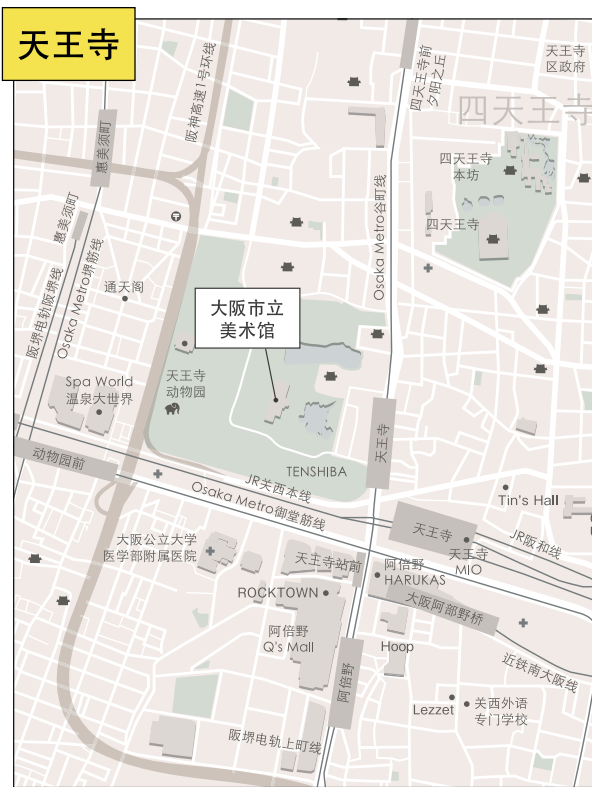 天王寺
四天王寺前
夕阳之丘
天王寺
区政府
四天王寺
阪神高速1号环线
惠美须町
四天王寺
本坊
惠美须町
四天王寺
Osaka Metro谷町线
阪堺电轨阪堺线
Osaka Metro堺筋线
通天阁
大阪市立
美术馆
Spa World
温泉大世界
天王寺
动物园
天王寺
动物园前
TENSHIBA
JR关西本线
Osaka Metro御堂筋线
Tin's Hall
天王寺
JR阪和线
大阪公立大学
医学部附属医院
天王寺
MIO
天王寺站前
阿倍野
HARUKAS
ROCKTOWN
大阪阿部野桥
阿倍野
Q's Mall
Hoop
近铁南大阪线
阿倍野
Lezzet
关西外语
专门学校
阪堺电轨上町线